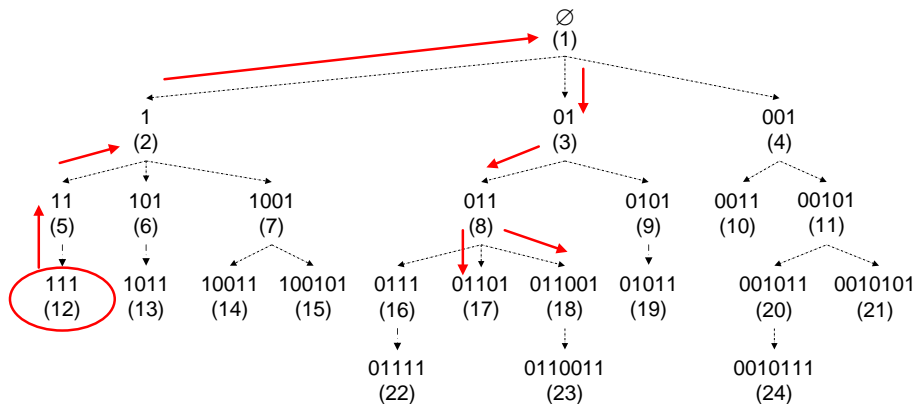 ∅
(1)
1 01 001
(2) (3) (4)
11 101 1001 011 0101 0011 00101
(5) (6) (7) (8) (9) (10) (11)
111 1011 10011 100101 0111 01101 011001 01011 001011 0010101
(12) (13) (14) (15) (16) (17) (18) (19) (20) (21)
01111 0110011 0010111
(22) (23) (24)